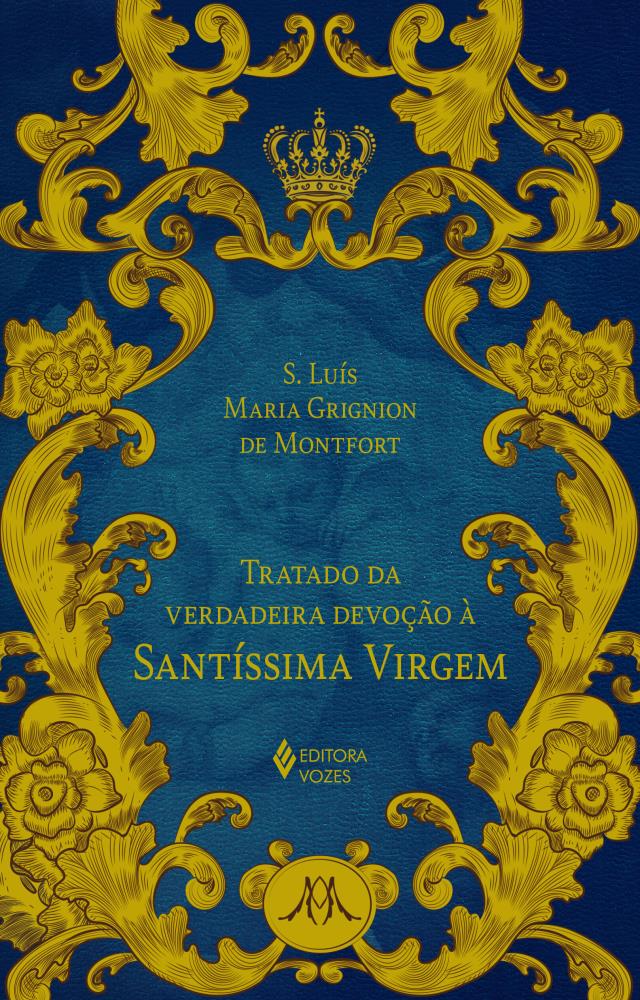 S. Luís
Maria Grignion
de Montfort
Tratado da
verdadeira devoção à
Santíssima Virgem
EDITORA
VOZES